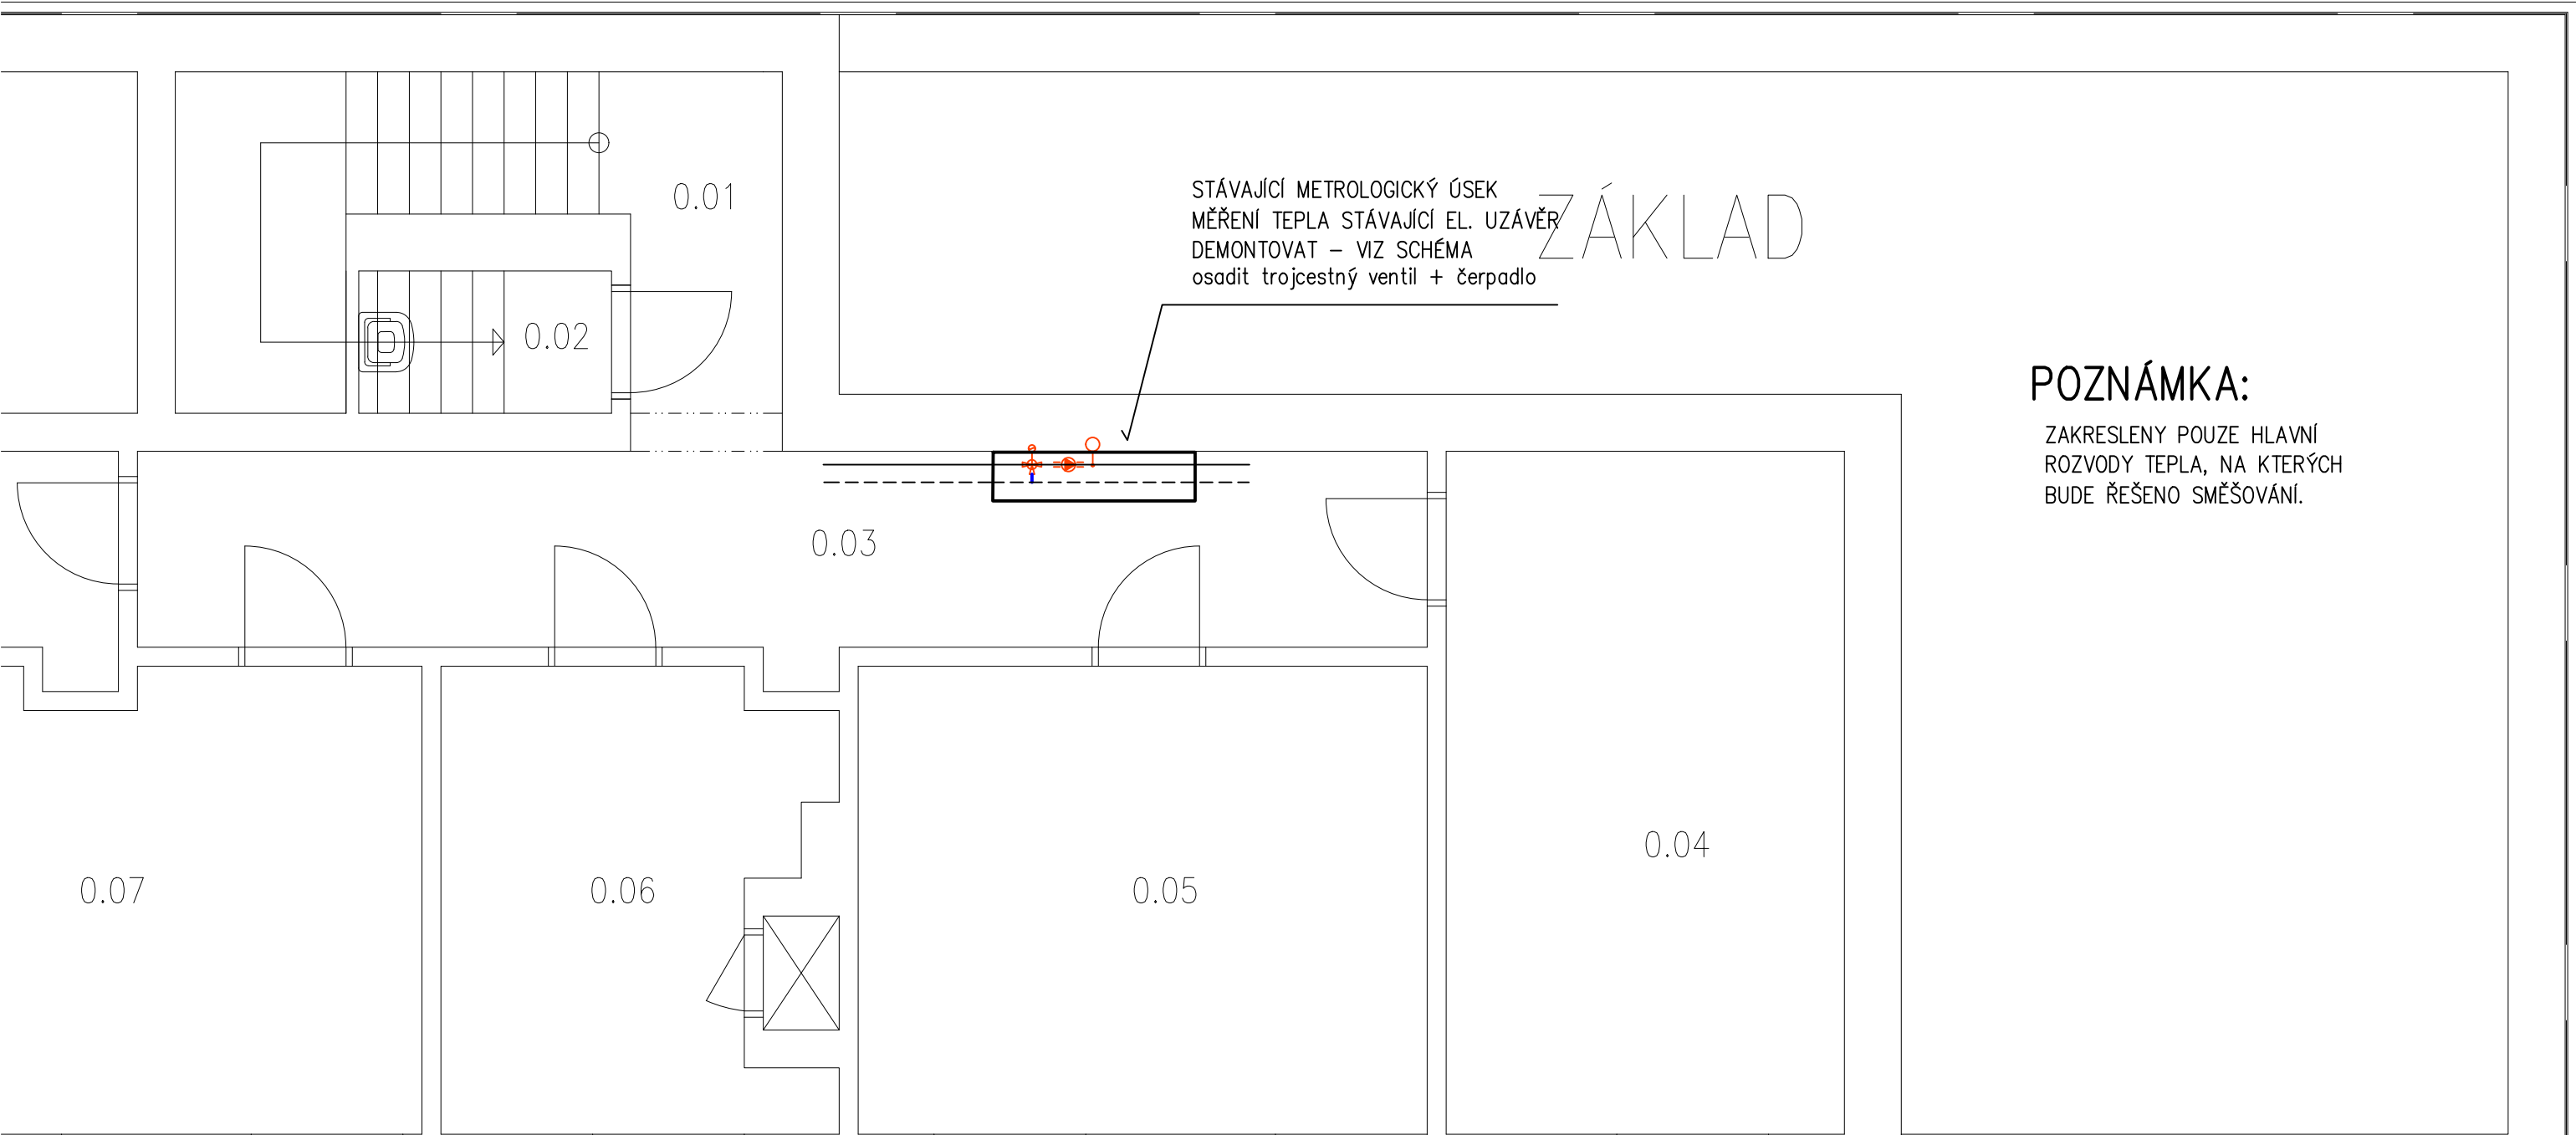 0.01
STÁVAJÍCÍ METROLOGICKÝ ÚSEK
MĚŘENÍ TEPLA STÁVAJÍCÍ EL. UZÁVĚR
DEMONTOVAT – VIZ SCHÉMA
osadit trojcestný ventil + čerpadlo
ZÁKLAD
0.02
POZNÁMKA:
ZAKRESLENY POUZE HLAVNÍ
ROZVODY TEPLA, NA KTERÝCH
BUDE ŘEŠENO SMĚŠOVÁNÍ.
0.03
0.04
0.07
0.06
0.05